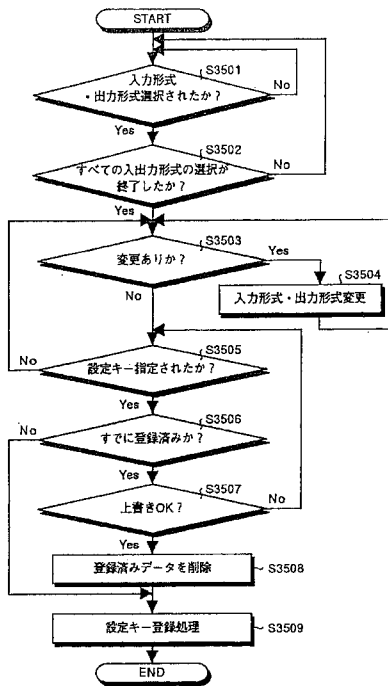 START
入力形式
・出力形式選択されたか？
S3501
No
Yes
S3502
すべての入出力形式の選択が
終了したか？
No
Yes
S3503
変更ありか？
Yes
S3504
入力形式・出力形式変更
No
S3505
設定キー指定されたか？
No
Yes
S3506
すでに登録済みか？
No
Yes
S3507
上書きOK？
No
Yes
登録済みデータを削除
S3508
設定キー登録処理
S3509
END